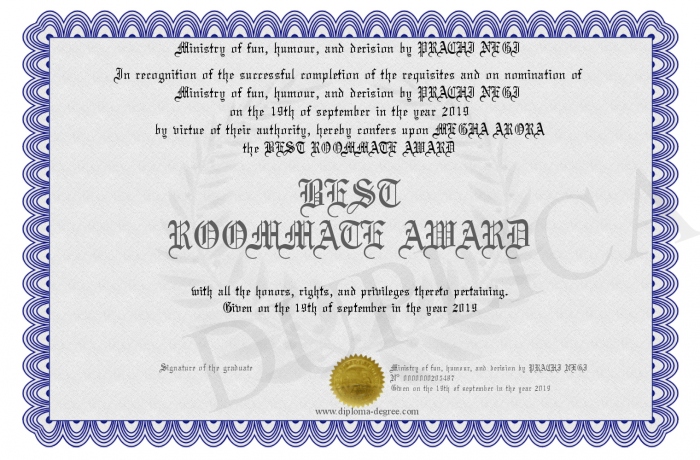 Ministry of fun, humour, and derision by PRACHI NEGI
In recognition of the successful completion of the requisites and on nomination of
Ministry of fun, humour, and derision by PRACHI NEGI
on the 19th of september in the year 2019
by virtue of their authority, hereby confers upon MEGHA ARORA
the BEST ROOMMATE AWARD
BEST
ROOMMATE AWARD
with all the honors, rights, and privileges thereto pertaining.
Given on the 19th of september in the year 2019
Signature of the graduate
Ministry of fun, humour, and derision by PRACHI NEGI
N° 0000000205487
Given on the 19th of september in the year 2019
www.diploma-degree.com